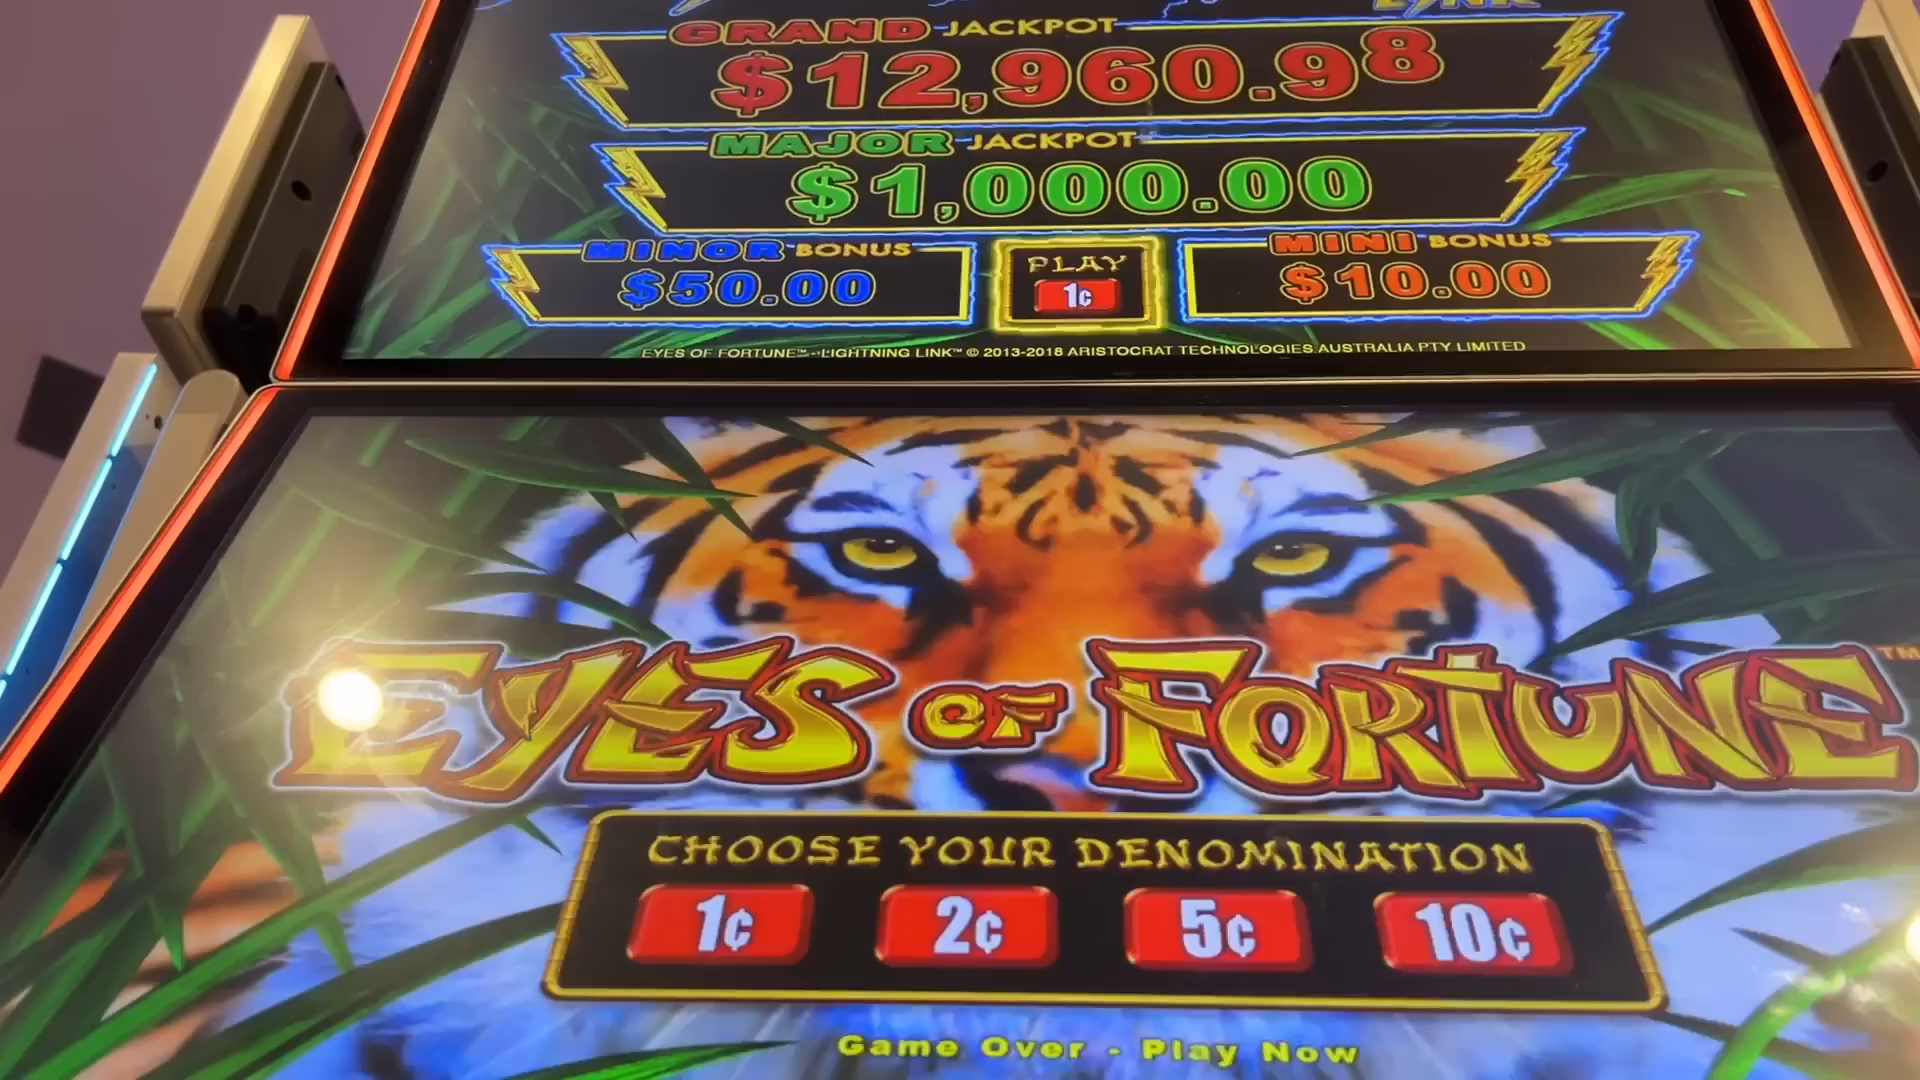 GRAND JACKPOT
$12,960.98
MAJOR JACKPOT
$1,000.00
MINOR BONUS
$50.00
PLAY
1¢
MINI BONUS
$10.00
EYES OF FORTUNE™ - LIGHTNING LINK™ © 2013-2018 ARISTOCRAT TECHNOLOGIES AUSTRALIA PTY LIMITED
EYES OF FORTUNE™
CHOOSE YOUR DENOMINATION
1¢ 2¢ 5¢ 10¢
Game Over - Play Now